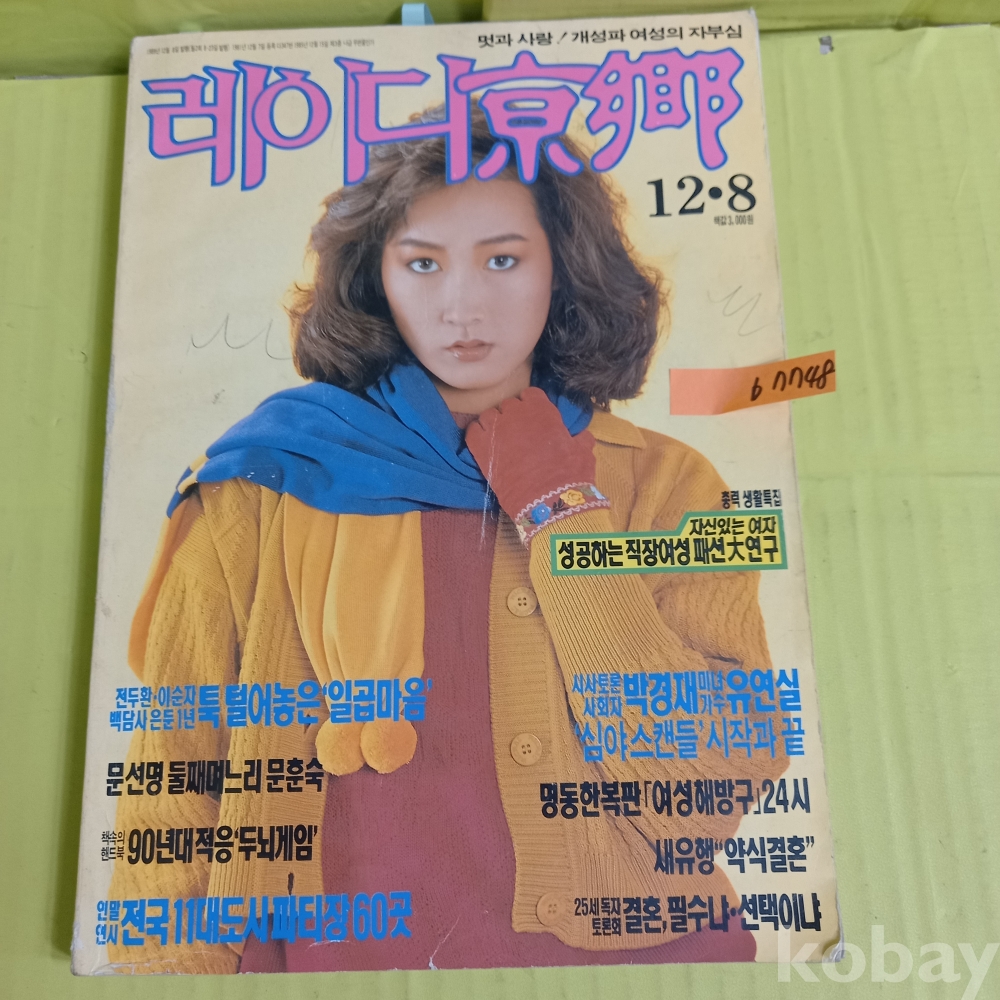 멋과 사랑! 개성파 여성의 자부심
레이디京鄕
12•8
책값 3,000원
6 7748
총력 생활특집
자신있는 여자
성공하는 직장여성 패션大연구
전두환·이순자
백담사 은둔 1년 툭 털어놓은 '일곱마음'
문선명 둘째며느리 문훈숙
책속의
핸드북 90년대 적응 '두뇌게임'
연말
연시 전국 11대도시 파티장 60곳
시사토론
사회자 박경재 미녀
가수 유연실
'심야스캔들' 시작과 끝
명동한복판「여성해방구」24시
새유행 "약식결혼"
25세 독자
토론회 결혼, 필수냐·선택이냐
kobay